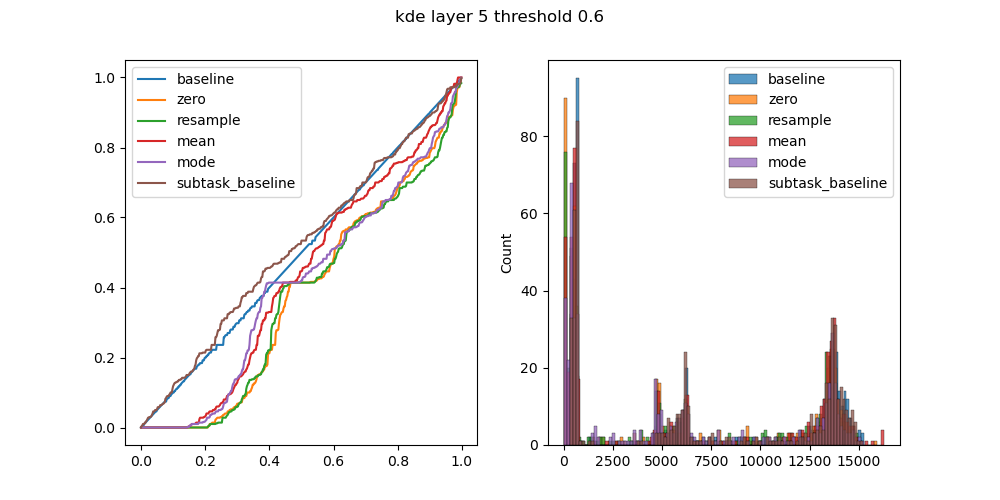 kde layer 5 threshold 0.6
baseline
zero
resample
mean
mode
subtask_baseline
1.0
0.8
0.6
0.4
0.2
0.0
0.0 0.2 0.4 0.6 0.8 1.0
baseline
zero
resample
mean
mode
subtask_baseline
Count
80
60
40
20
0
0 2500 5000 7500 10000 12500 15000